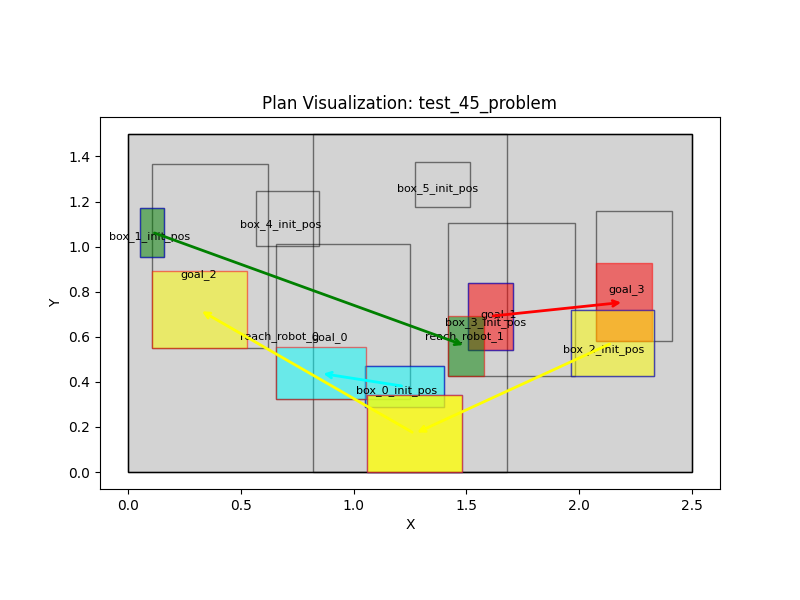 Plan Visualization: test_45_problem
1.4
1.2
1.0
0.8
0.6
0.4
0.2
0.0
Y
box_5_init_pos
box_4_init_pos
box_1_init_pos
goal_2
goal_3
goal_1
box_3_init_pos
reach_robot_0
goal_0
reach_robot_1
box_2_init_pos
box_0_init_pos
0.0 0.5 1.0 1.5 2.0 2.5
X